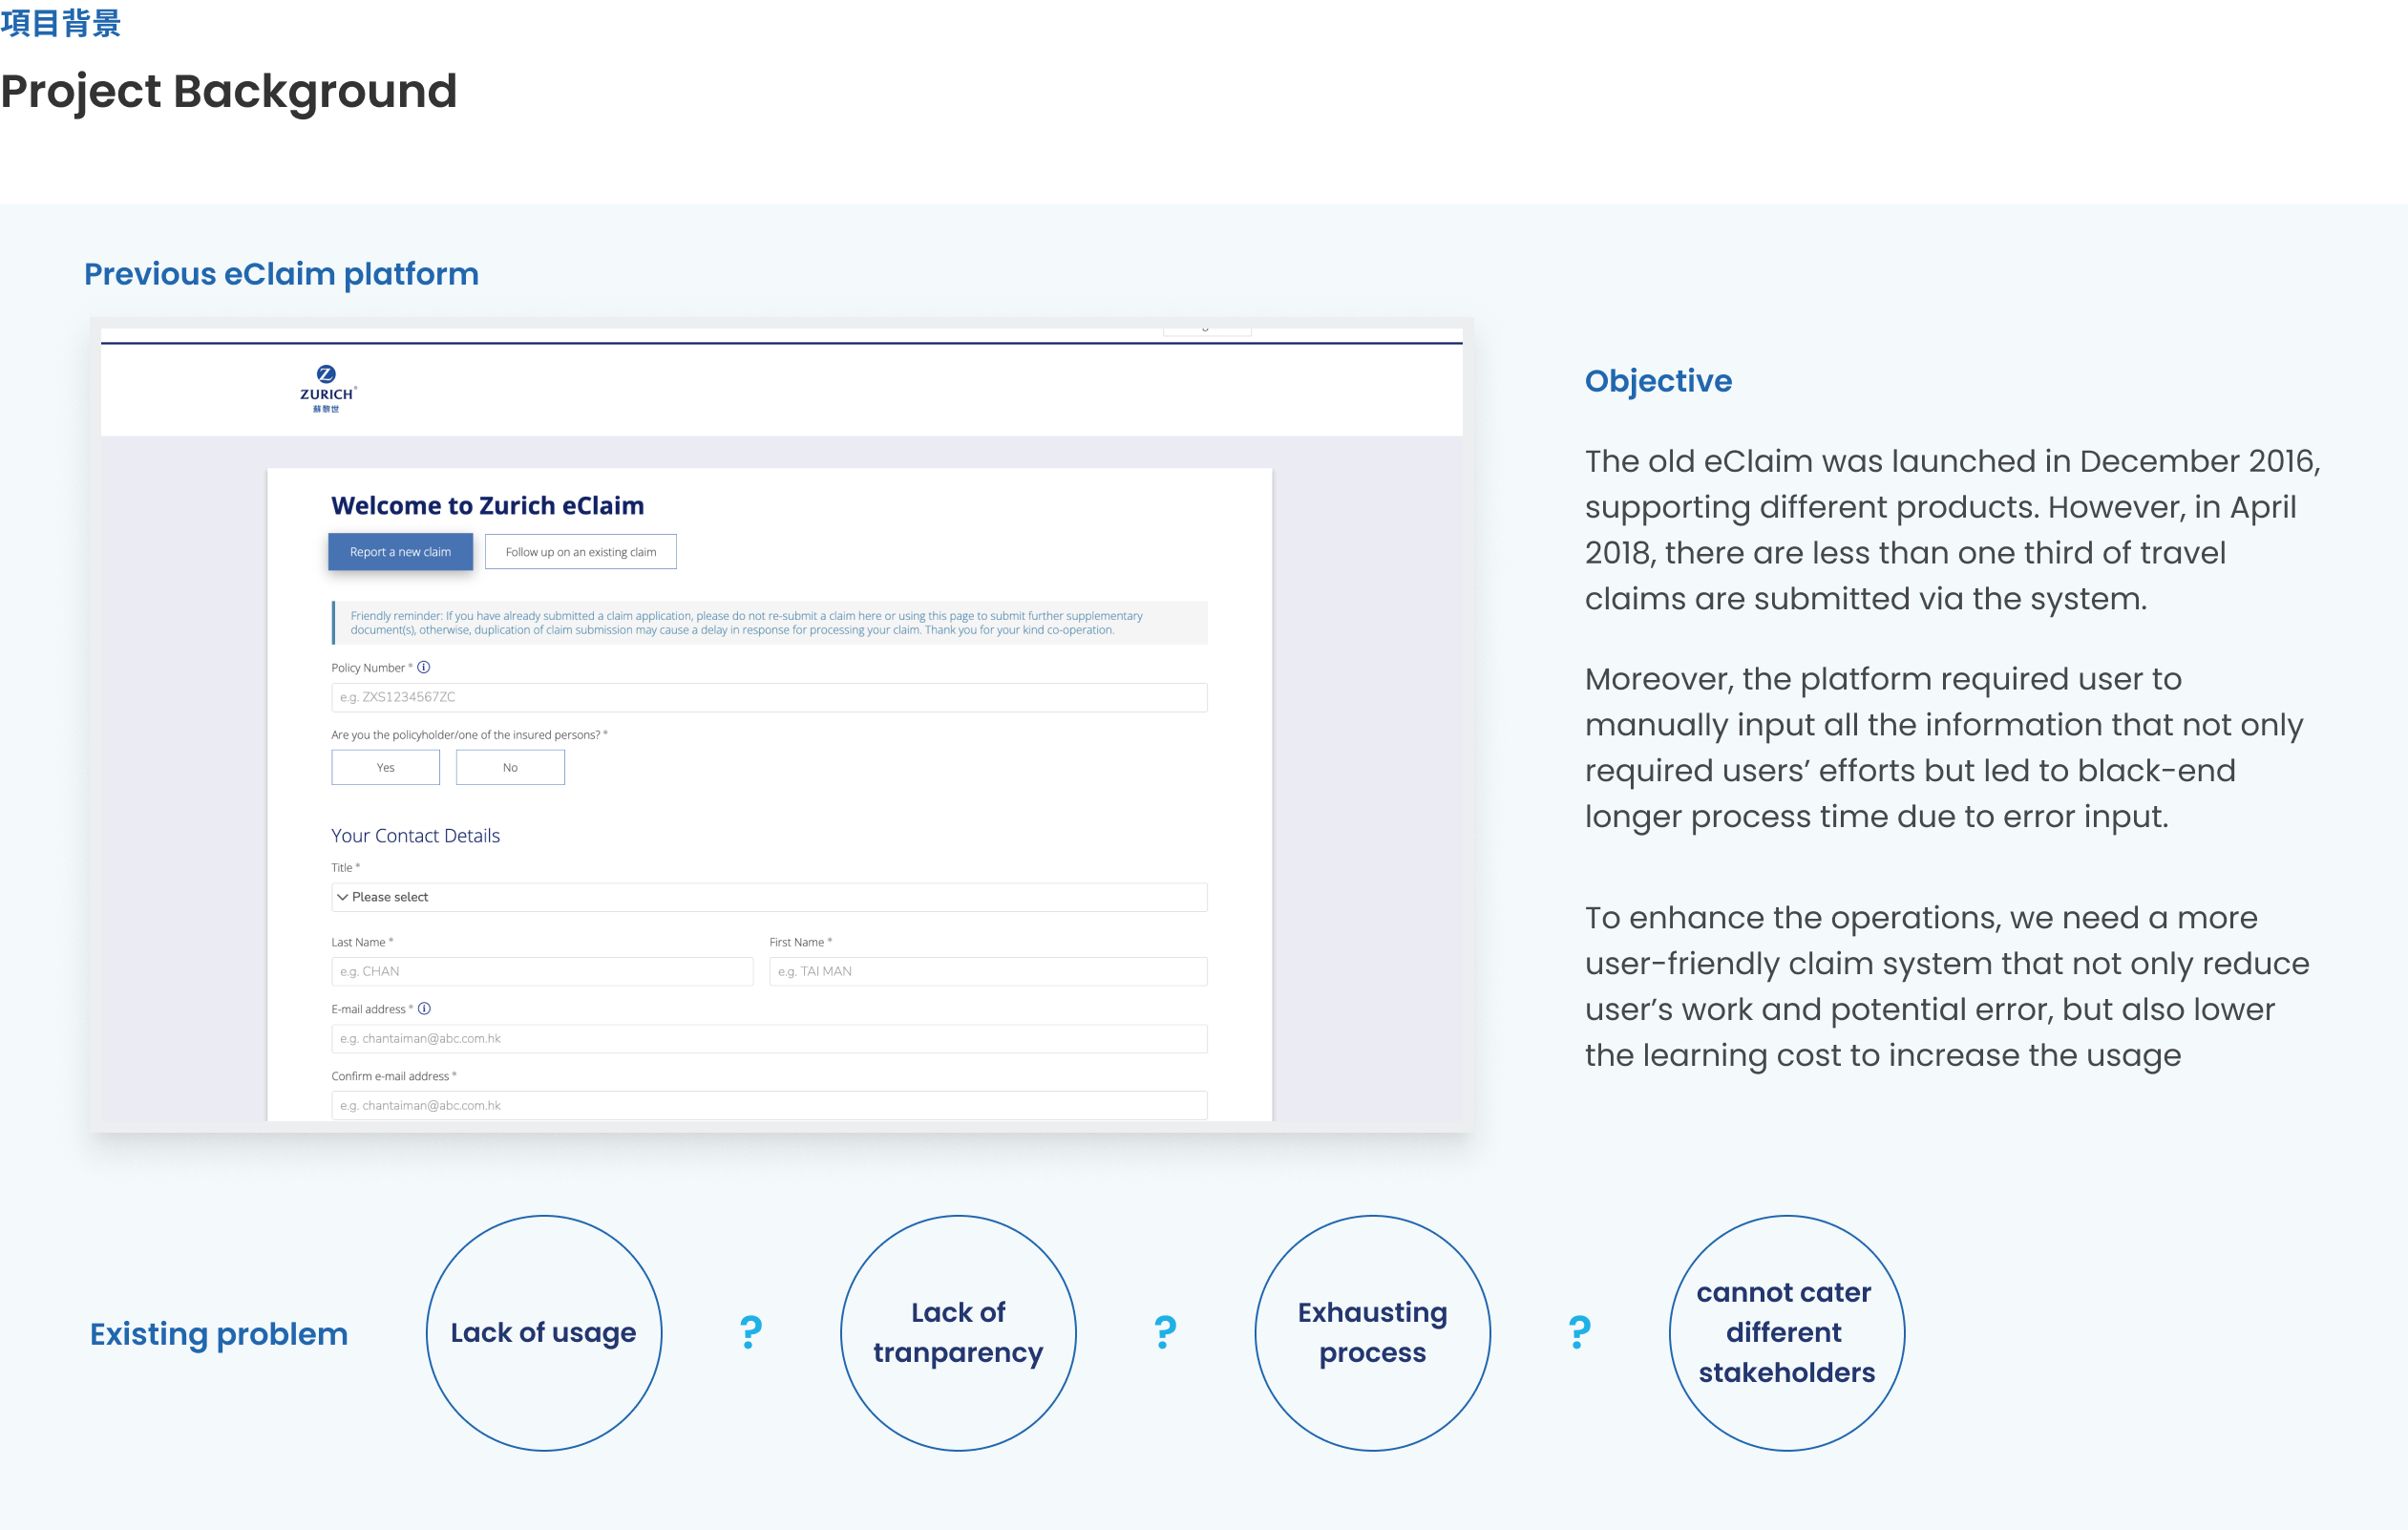 項目背景
Project Background
Previous eClaim platform
ZURICH®
蘇黎世
Welcome to Zurich eClaim
Report a new claim
Follow up on an existing claim
Friendly reminder: If you have already submitted a claim application, please do not re-submit a claim here or using this page to submit further supplementary
document(s), otherwise, duplication of claim submission may cause a delay in response for processing your claim. Thank you for your kind co-operation.
Policy Number *
e.g. ZXS1234567ZC
Are you the policyholder/one of the insured persons? *
Yes
No
Your Contact Details
Title *
Please select
Last Name *
First Name *
e.g. CHAN
e.g. TAI MAN
E-mail address *
e.g. chantaiman@abc.com.hk
Confirm e-mail address *
e.g. chantaiman@abc.com.hk
Objective
The old eClaim was launched in December 2016,
supporting different products. However, in April
2018, there are less than one third of travel
claims are submitted via the system.
Moreover, the platform required user to
manually input all the information that not only
required users’ efforts but led to black-end
longer process time due to error input.
To enhance the operations, we need a more
user-friendly claim system that not only reduce
user’s work and potential error, but also lower
the learning cost to increase the usage
Existing problem
Lack of usage
?
Lack of
tranparency
?
Exhausting
process
?
cannot cater
different
stakeholders